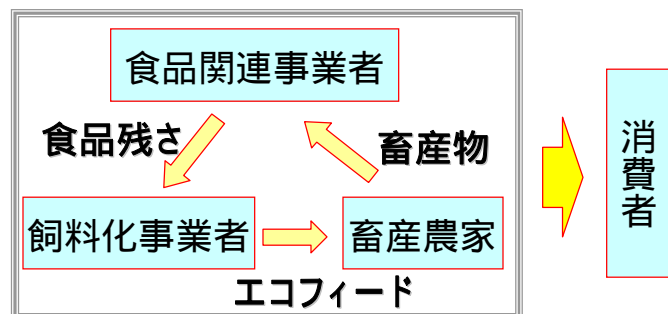 食品関連事業者
食品残さ
畜産物
飼料化事業者
畜産農家
エコフィード
消費者